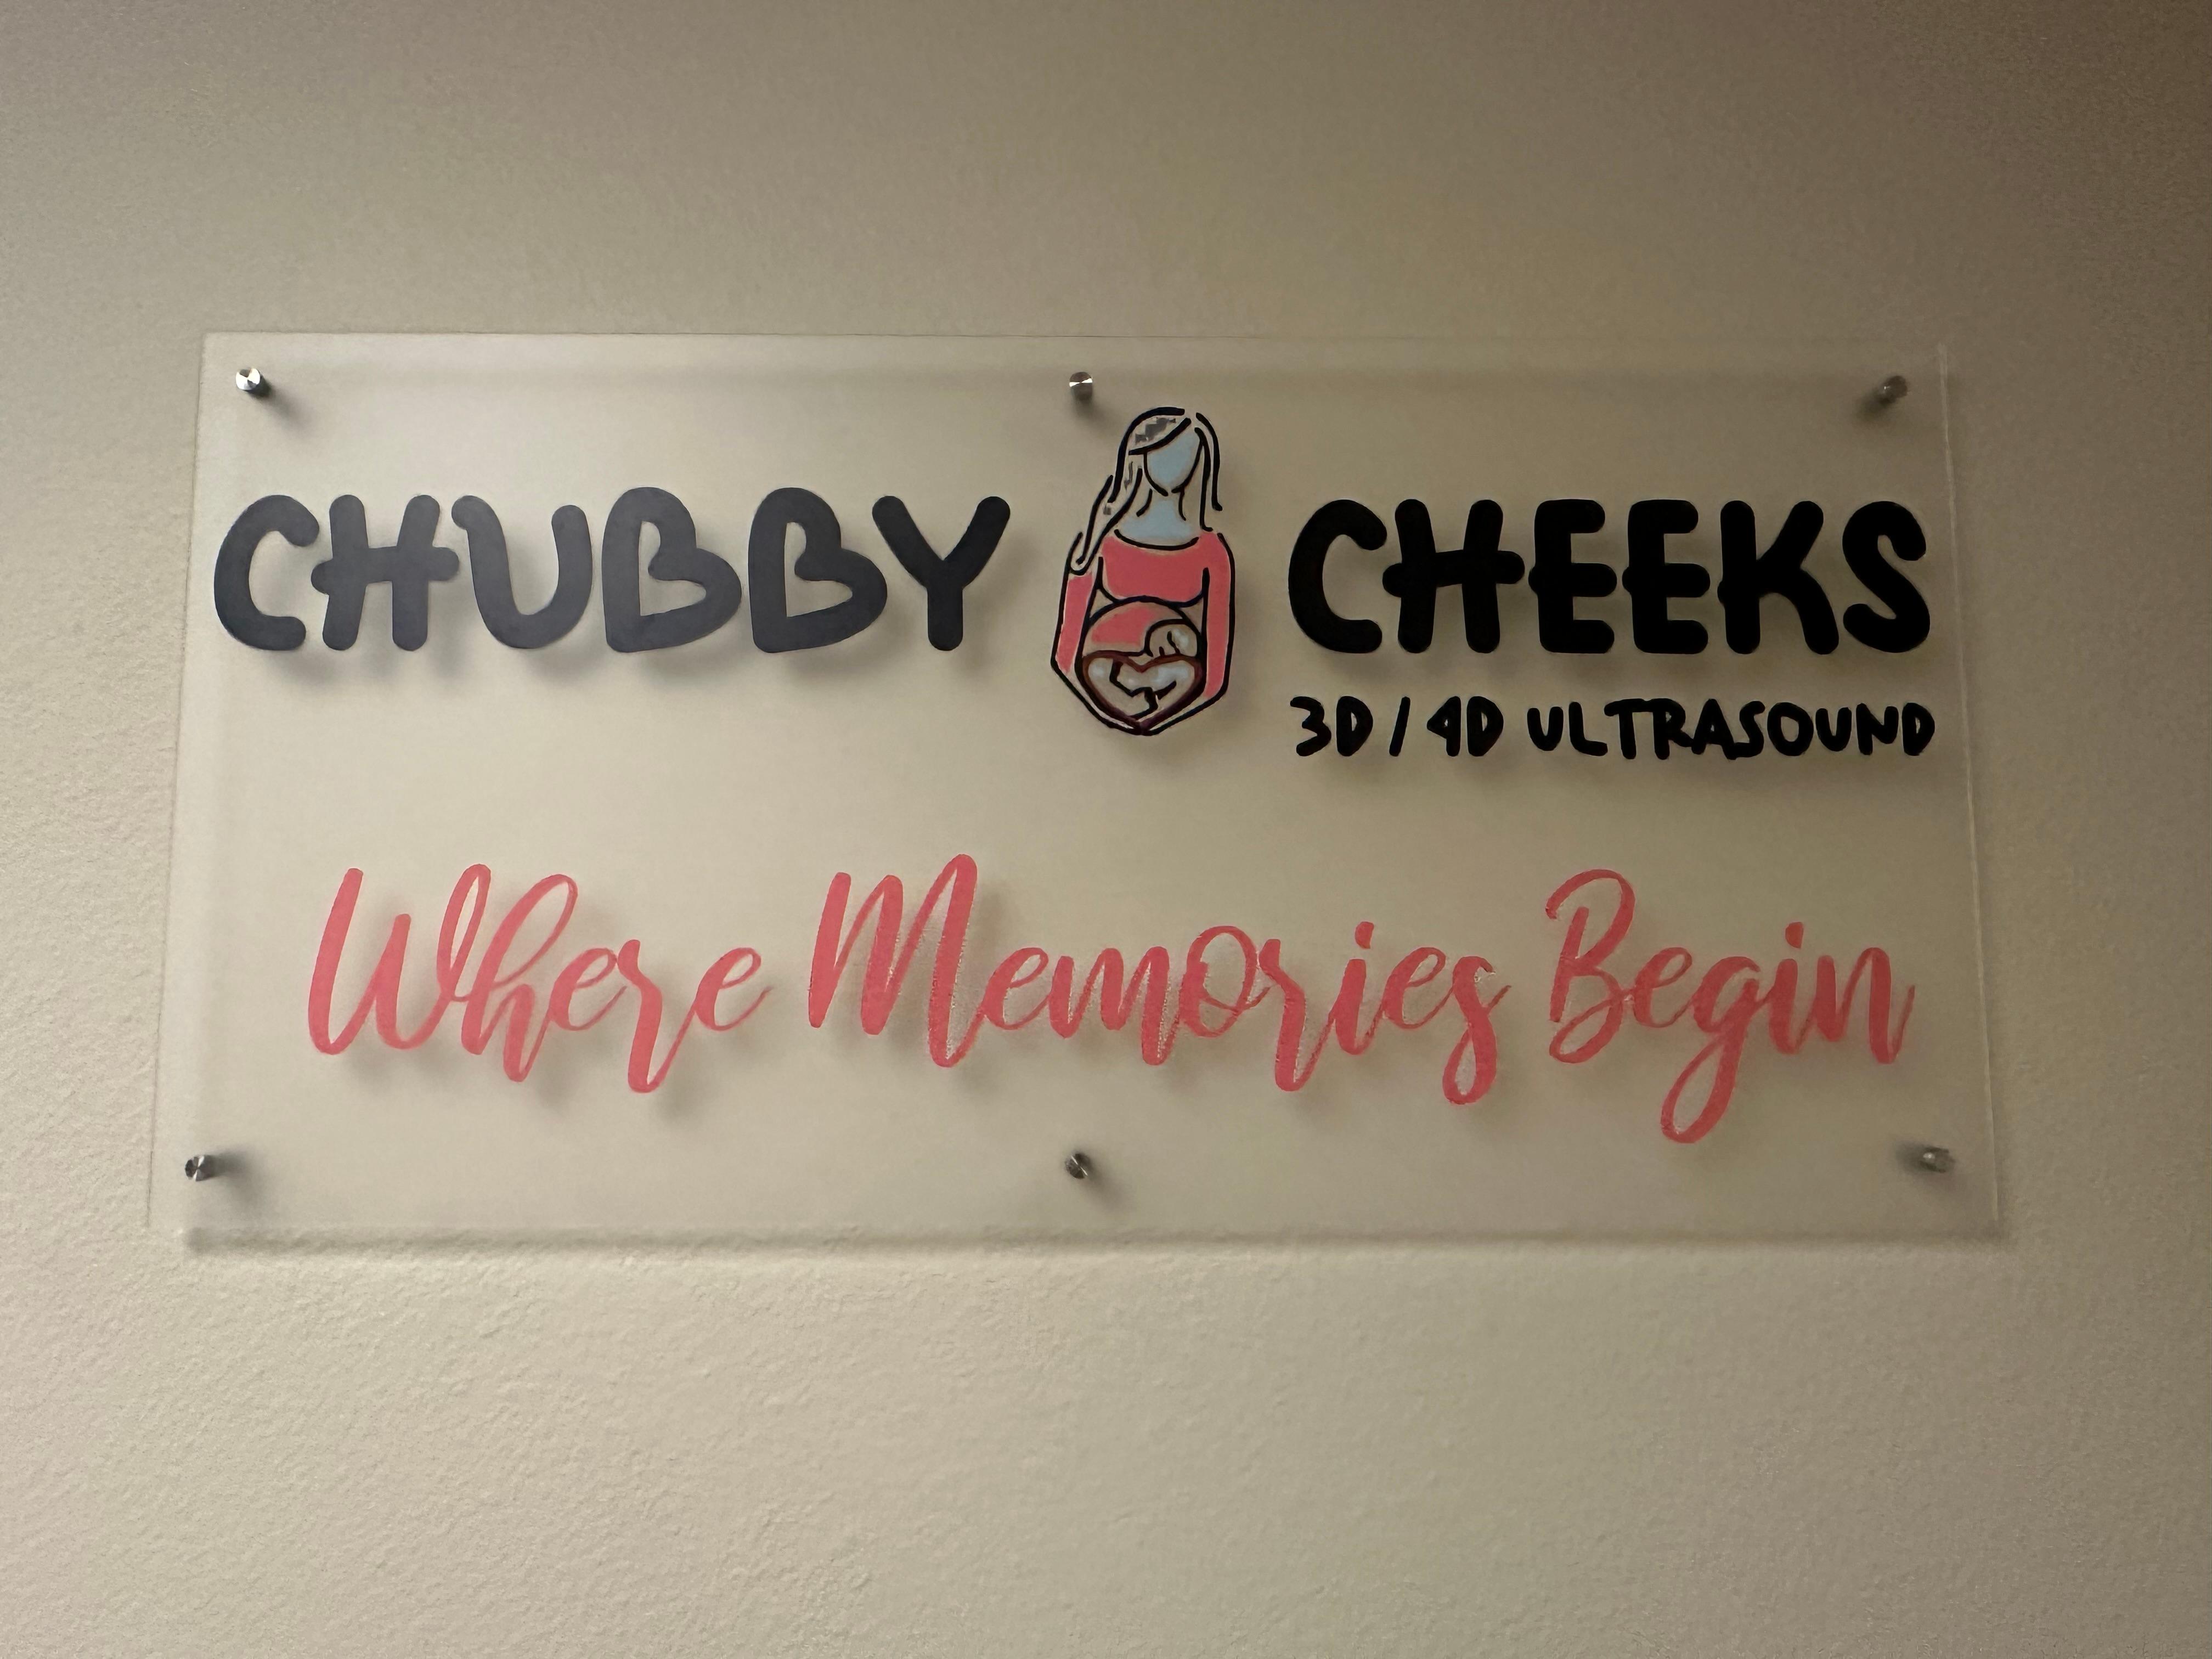 CHUBBY CHEEKS
3D / 4D ULTRASOUND
Where Memories Begin